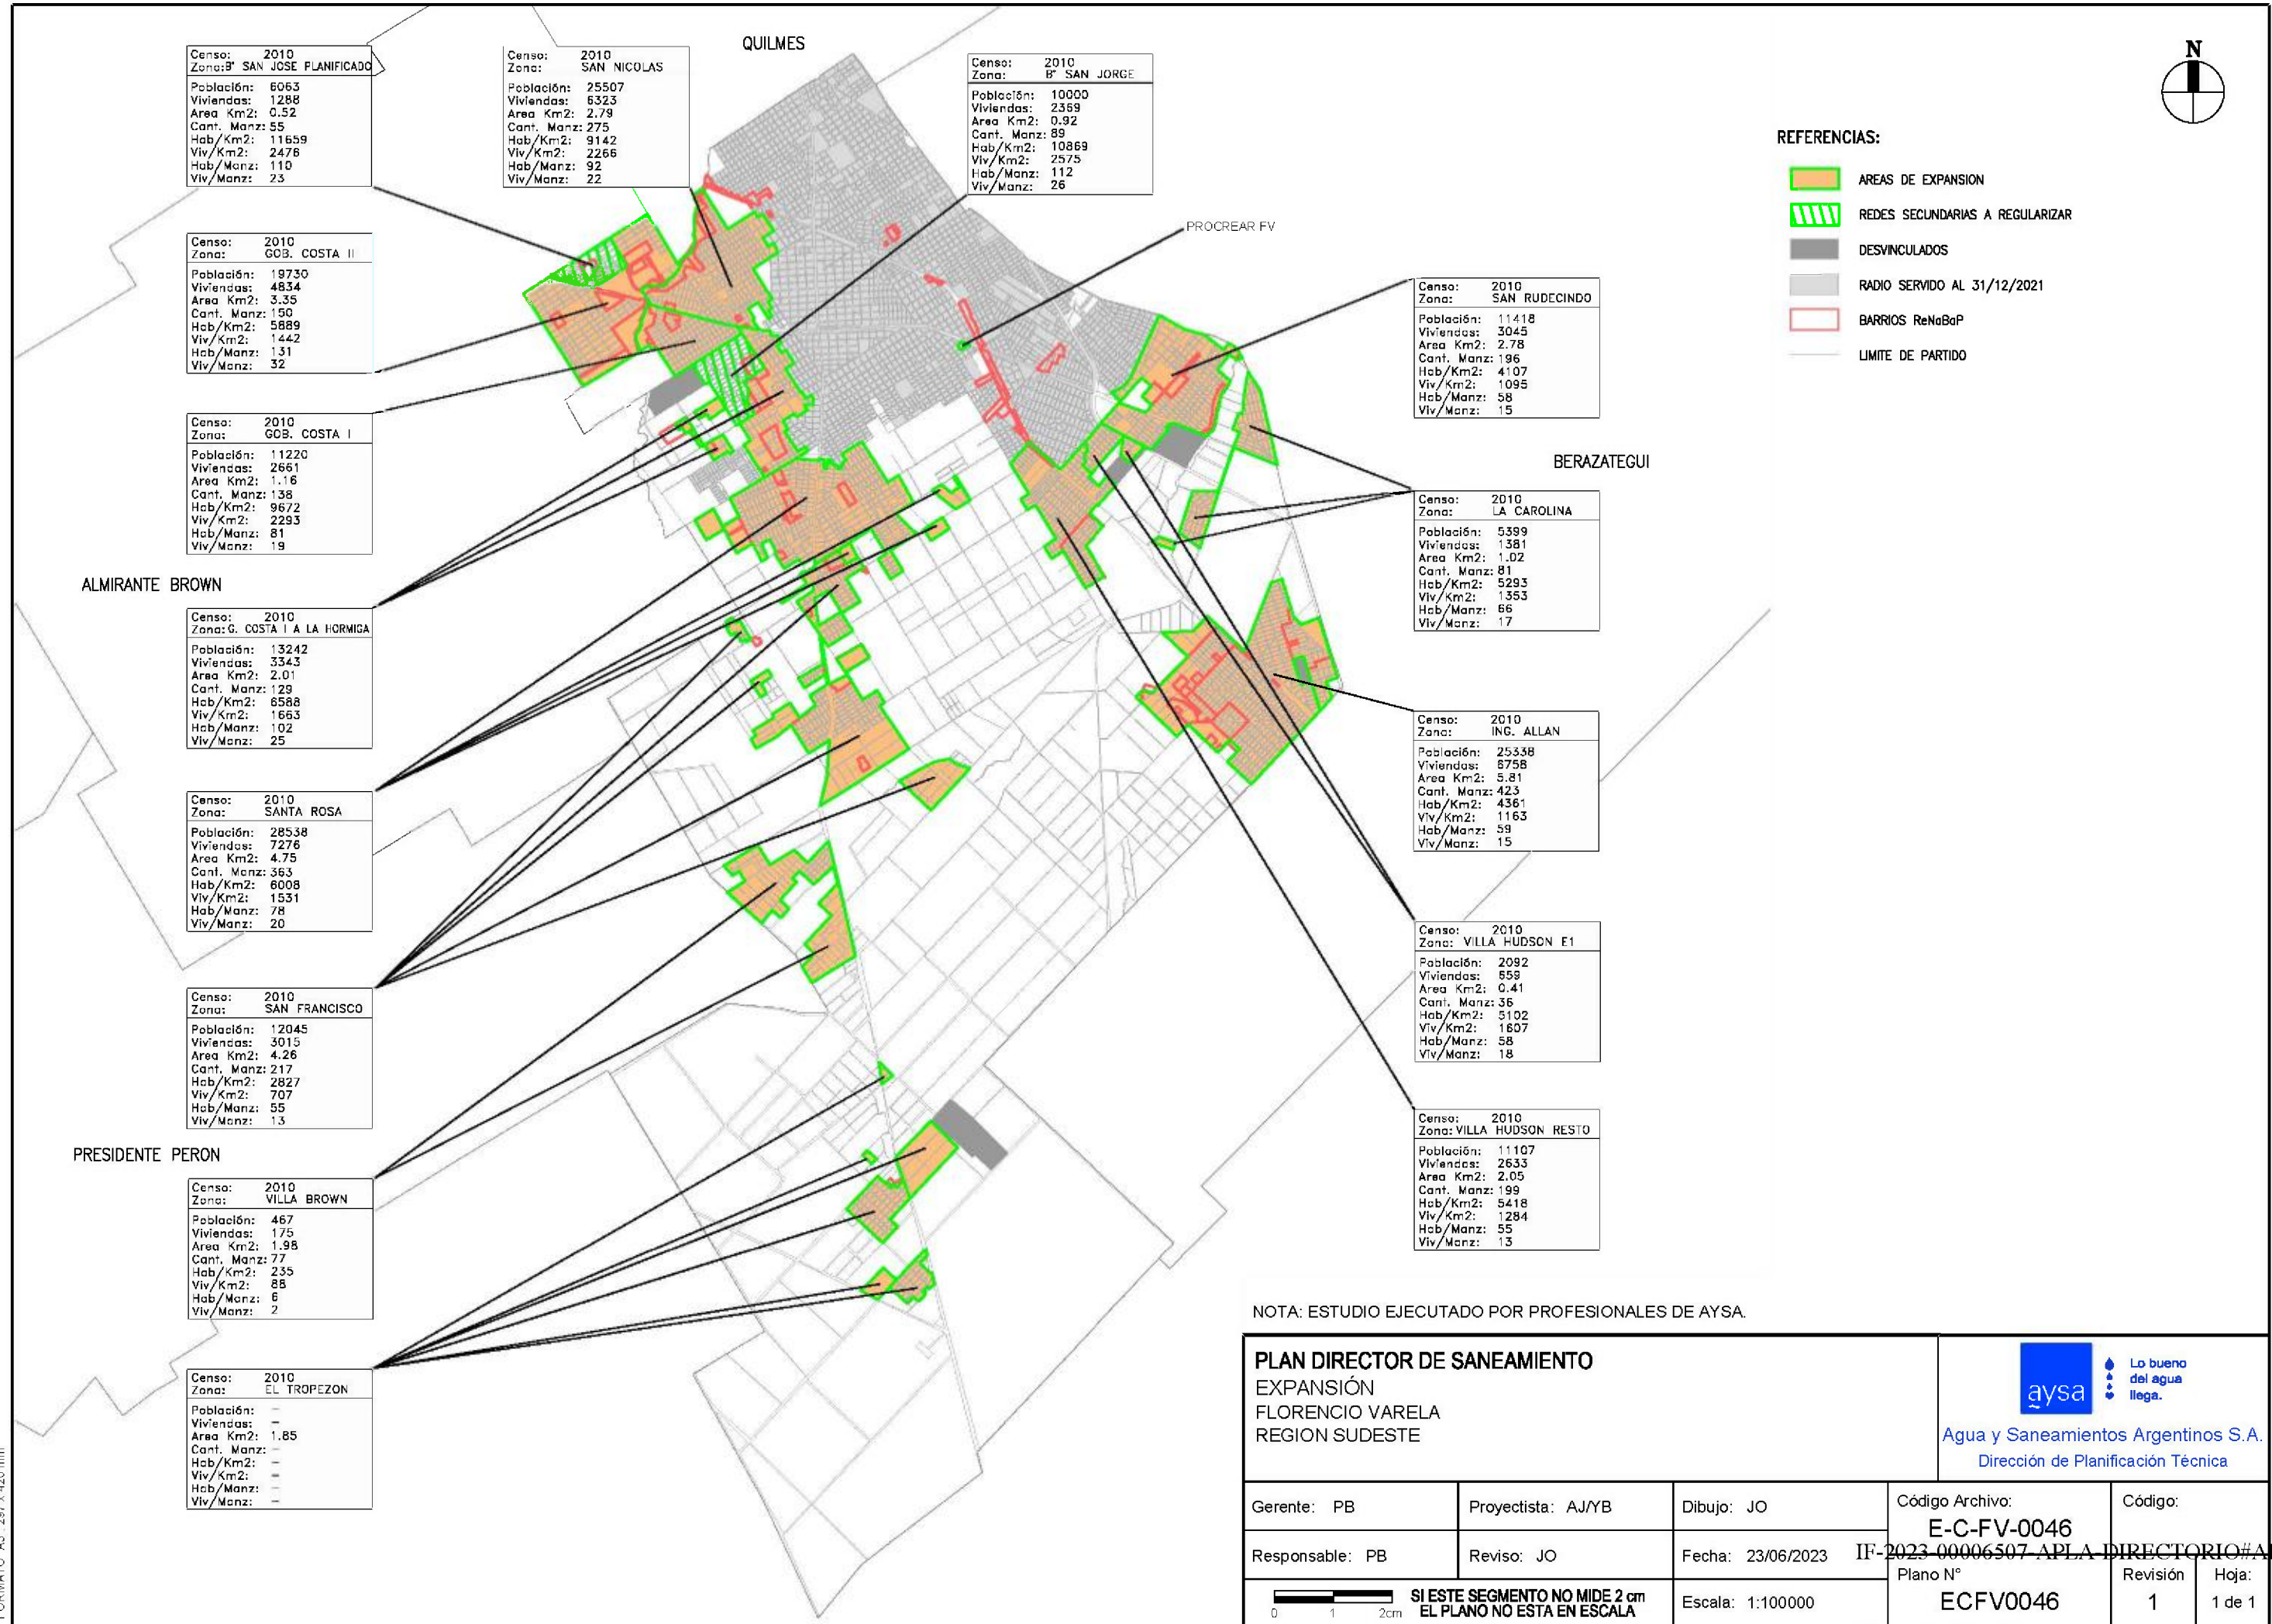 QUILMES
Censo: 2010
Zona:B° SAN JOSE PLANIFICADO
Población: 6063
Viviendas: 1288
Area Km2: 0.52
Cant. Manz: 55
Hab/Km2: 11659
Viv/Km2: 2476
Hab/Manz: 110
Viv/Manz: 23
Censo: 2010
Zona: SAN NICOLAS
Población: 25507
Viviendas: 6323
Area Km2: 2.79
Cant. Manz: 275
Hab/Km2: 9142
Viv/Km2: 2266
Hab/Manz: 92
Viv/Manz: 22
Censo: 2010
Zona: B° SAN JORGE
Población: 10000
Viviendas: 2369
Area Km2: 0.92
Cant. Manz: 89
Hab/Km2: 10869
Viv/Km2: 2575
Hab/Manz: 112
Viv/Manz: 26
N
REFERENCIAS:
AREAS DE EXPANSION
REDES SECUNDARIAS A REGULARIZAR
DESVINCULADOS
RADIO SERVIDO AL 31/12/2021
BARRIOS ReNaBaP
LIMITE DE PARTIDO
PROCREAR FV
Censo: 2010
Zona: GOB. COSTA II
Población: 19730
Viviendas: 4834
Area Km2: 3.35
Cant. Manz: 150
Hab/Km2: 5889
Viv/Km2: 1442
Hab/Manz: 131
Viv/Manz: 32
Censo: 2010
Zona: SAN RUDECINDO
Población: 11418
Viviendas: 3045
Area Km2: 2.78
Cant. Manz: 196
Hab/Km2: 4107
Viv/Km2: 1095
Hab/Manz: 58
Viv/Manz: 15
Censo: 2010
Zona: GOB. COSTA I
Población: 11220
Viviendas: 2661
Area Km2: 1.16
Cant. Manz: 138
Hab/Km2: 9672
Viv/Km2: 2293
Hab/Manz: 81
Viv/Manz: 19
BERAZATEGUI
Censo: 2010
Zona: LA CAROLINA
Población: 5399
Viviendas: 1381
Area Km2: 1.02
Cant. Manz: 81
Hab/Km2: 5293
Viv/Km2: 1353
Hab/Manz: 66
Viv/Manz: 17
ALMIRANTE BROWN
Censo: 2010
Zona: G. COSTA I A LA HORMIGA
Población: 13242
Viviendas: 3343
Area Km2: 2.01
Cant. Manz: 129
Hab/Km2: 6588
Viv/Km2: 1663
Hab/Manz: 102
Viv/Manz: 25
Censo: 2010
Zona: ING. ALLAN
Población: 25338
Viviendas: 6758
Area Km2: 5.81
Cant. Manz: 423
Hab/Km2: 4361
Viv/Km2: 1163
Hab/Manz: 59
Viv/Manz: 15
Censo: 2010
Zona: SANTA ROSA
Población: 28538
Viviendas: 7276
Area Km2: 4.75
Cant. Manz: 363
Hab/Km2: 6008
Viv/Km2: 1531
Hab/Manz: 78
Viv/Manz: 20
Censo: 2010
Zona: VILLA HUDSON E1
Población: 2092
Viviendas: 659
Area Km2: 0.41
Cant. Manz: 36
Hab/Km2: 5102
Viv/Km2: 1607
Hab/Manz: 58
Viv/Manz: 18
Censo: 2010
Zona: SAN FRANCISCO
Población: 12045
Viviendas: 3015
Area Km2: 4.26
Cant. Manz: 217
Hab/Km2: 2827
Viv/Km2: 707
Hab/Manz: 55
Viv/Manz: 13
Censo: 2010
Zona: VILLA HUDSON RESTO
Población: 11107
Viviendas: 2633
Area Km2: 2.05
Cant. Manz: 199
Hab/Km2: 5418
Viv/Km2: 1284
Hab/Manz: 55
Viv/Manz: 13
PRESIDENTE PERON
Censo: 2010
Zona: VILLA BROWN
Población: 467
Viviendas: 175
Area Km2: 1.98
Cant. Manz: 77
Hab/Km2: 235
Viv/Km2: 88
Hab/Manz: 6
Viv/Manz: 2
Censo: 2010
Zona: EL TROPEZON
Población: –
Viviendas: –
Area Km2: 1.85
Cant. Manz: –
Hab/Km2: –
Viv/Km2: –
Hab/Manz: –
Viv/Manz: –
NOTA: ESTUDIO EJECUTADO POR PROFESIONALES DE AYSA.
PLAN DIRECTOR DE SANEAMIENTO
EXPANSIÓN
FLORENCIO VARELA
REGION SUDESTE
aysa
Lo bueno
del agua
llega.
Agua y Saneamientos Argentinos S.A.
Dirección de Planificación Técnica
Gerente: PB
Proyectista: AJ/YB
Dibujo: JO
Código Archivo:
E-C-FV-0046
Código:
Responsable: PB
Reviso: JO
Fecha: 23/06/2023
IF-2023-00006507-APLA-DIRECTORIO#A
0 1 2cm
SI ESTE SEGMENTO NO MIDE 2 cm
EL PLANO NO ESTA EN ESCALA
Escala: 1:100000
Plano N°
ECFV0046
Revisión
1
Hoja:
1 de 1